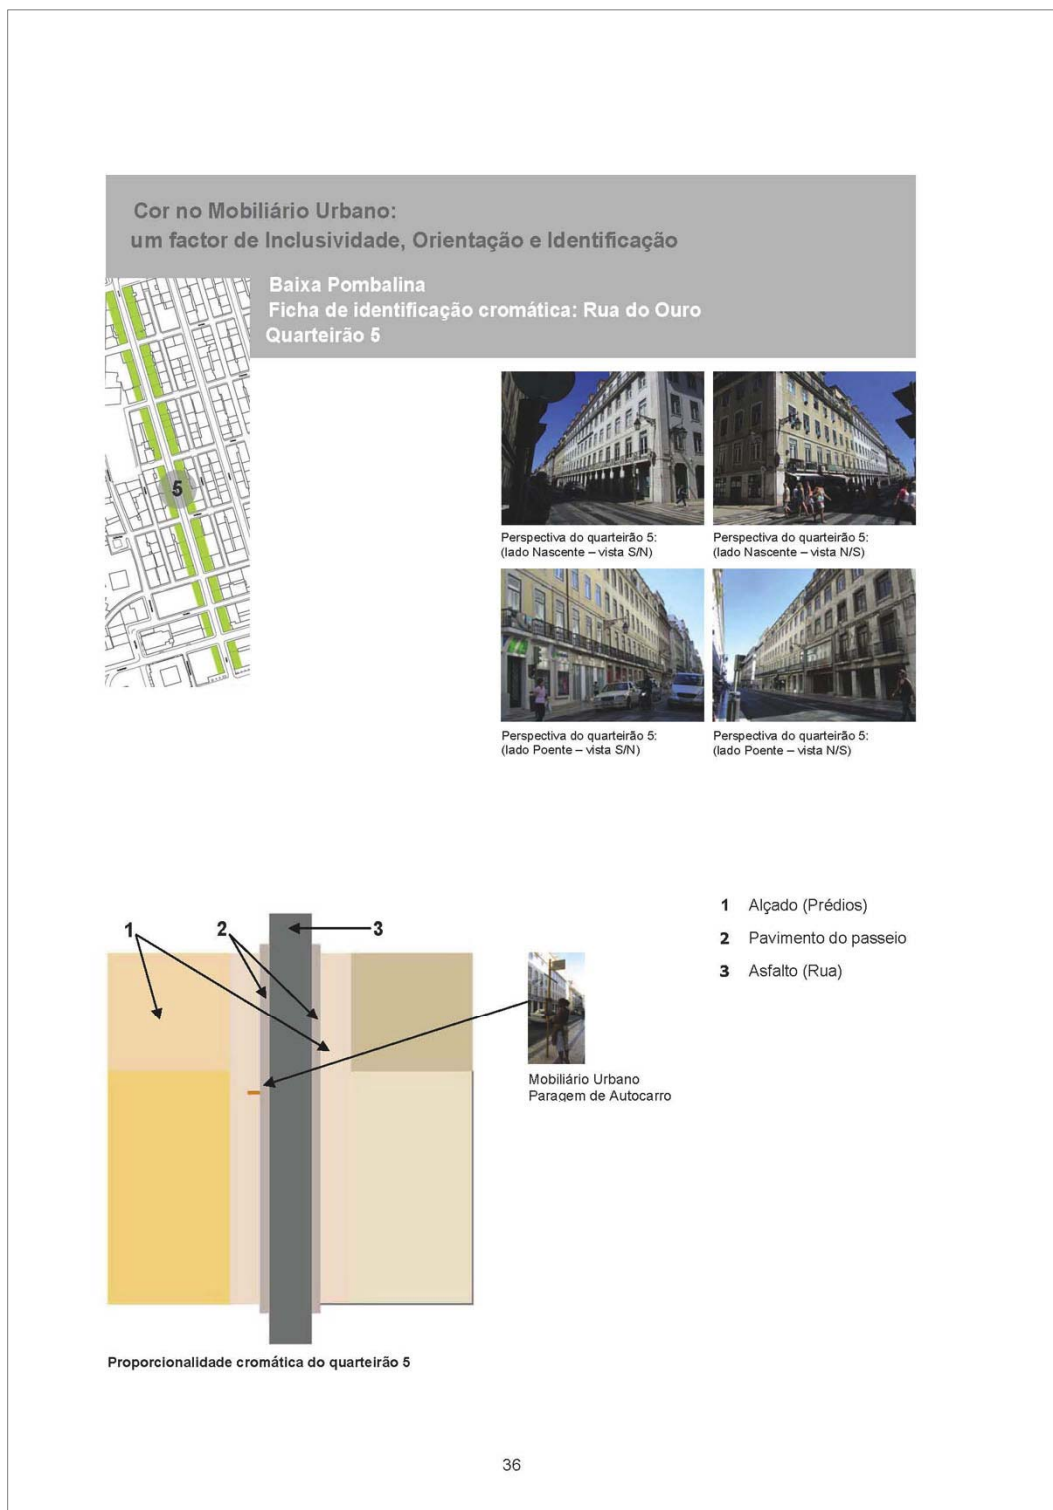 Cor no Mobiliário Urbano:
um factor de Inclusividade, Orientação e Identificação
Baixa Pombalina
Ficha de identificação cromática: Rua do Ouro
Quarteirão 5
5
Perspectiva do quarteirão 5:
(lado Nascente – vista S/N)
Perspectiva do quarteirão 5:
(lado Nascente – vista N/S)
Perspectiva do quarteirão 5:
(lado Poente – vista S/N)
Perspectiva do quarteirão 5:
(lado Poente – vista N/S)
1 2 3
1 Alçado (Prédios)
2 Pavimento do passeio
3 Asfalto (Rua)
Mobiliário Urbano
Paragem de Autocarro
Proporcionalidade cromática do quarteirão 5
36